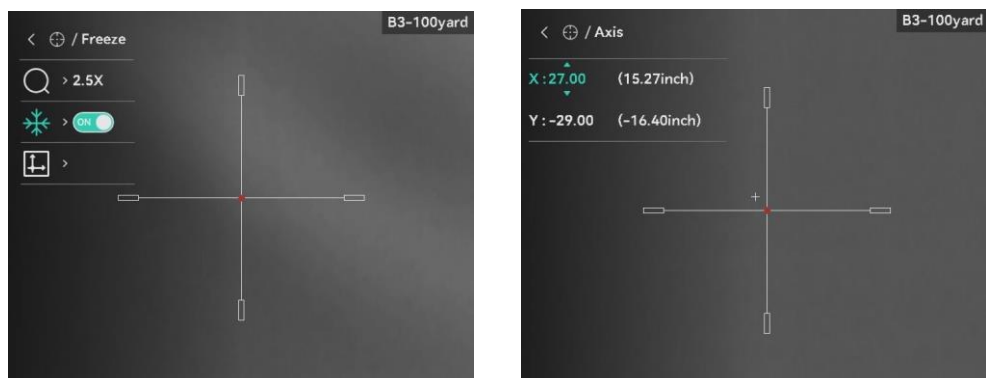 B3-100yard
< / Freeze
> 2.5X
> ON
>
B3-100yard
< / Axis
X :27.00 (15.27inch)
Y :-29.00 (-16.40inch)